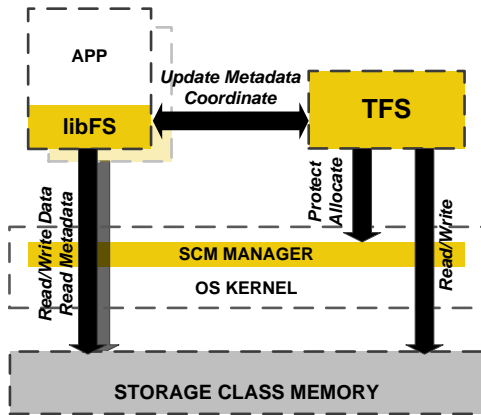 APP
libFS
Update Metadata
Coordinate
TFS
Read/Write Data
Read Metadata
Protect
Allocate
Read/Write
SCM MANAGER
OS KERNEL
STORAGE CLASS MEMORY